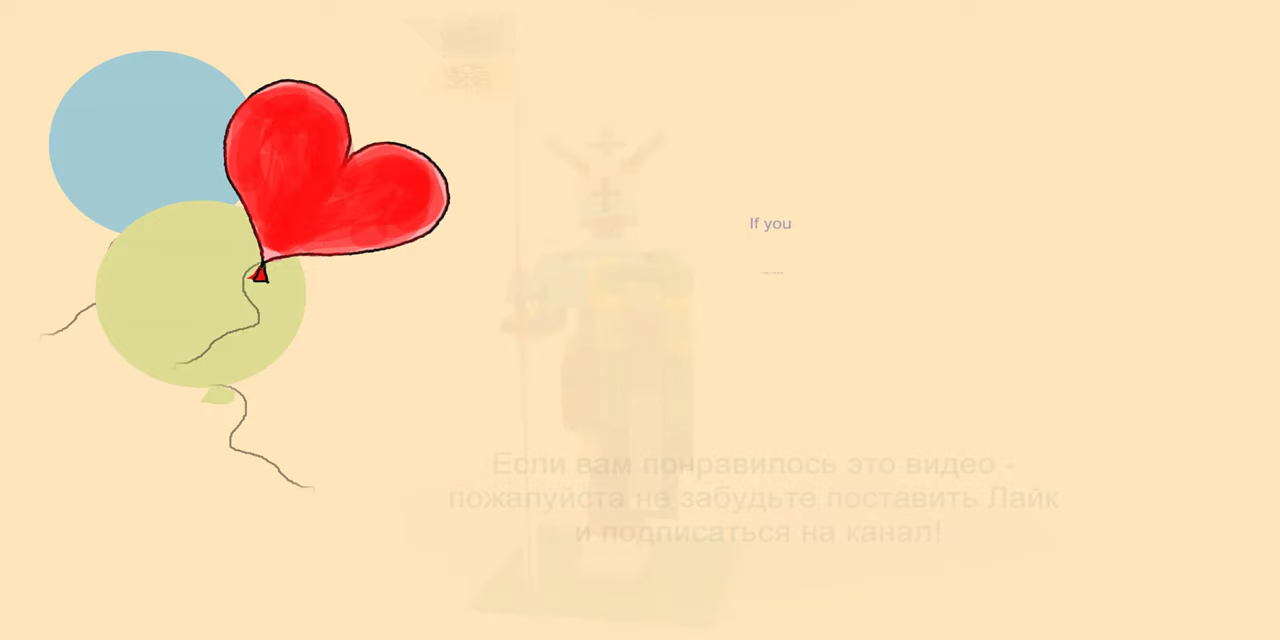 If you
Если вам понравилось это видео -
пожалуйста не забудьте поставить Лайк
и подписаться на канал!